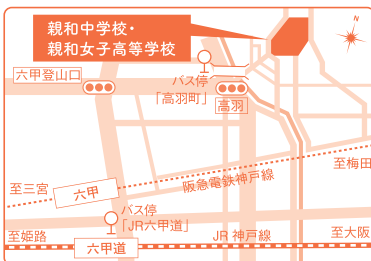 親和中学校・
親和女子高等学校
N
六甲登山口
バス停
「高羽町」
高羽
至梅田
阪急電鉄神戸線
至三宮
六甲
バス停
「JR六甲道」
至姫路
六甲道
JR 神戸線
至大阪